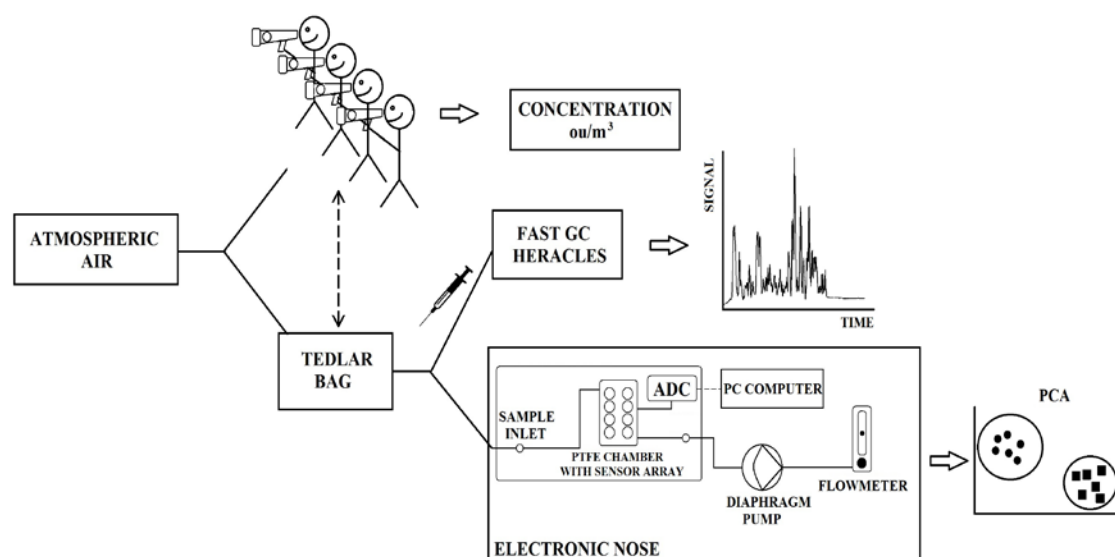 CONCENTRATION
ou/m³
SIGNAL
ATMOSPHERIC
AIR
FAST GC
HERACLES
TIME
TEDLAR
BAG
SAMPLE
INLET
ADC
PC COMPUTER
PTFE CHAMBER
WITH SENSOR ARRAY
DIAPHRAGM
PUMP
FLOWMETER
ELECTRONIC NOSE
PCA